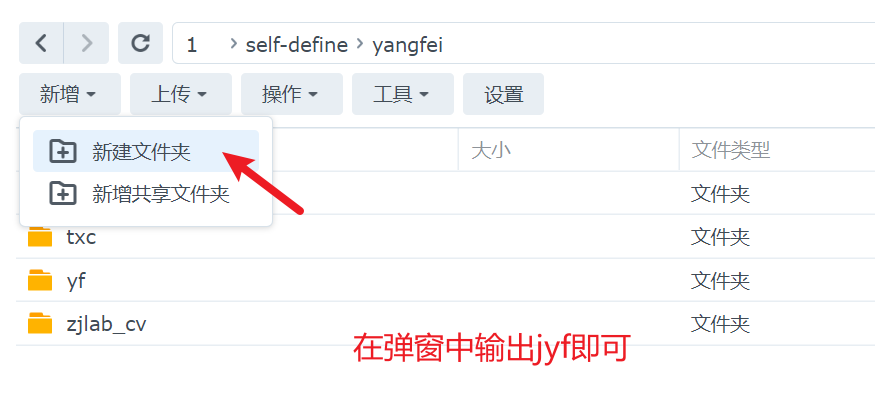 1 > self-define > yangfei
新增 上传 操作 工具 设置
新建文件夹 大小 文件类型
新增共享文件夹 文件夹
txc 文件夹
yf 文件夹
zjlab_cv 文件夹
在弹窗中输出jyf即可